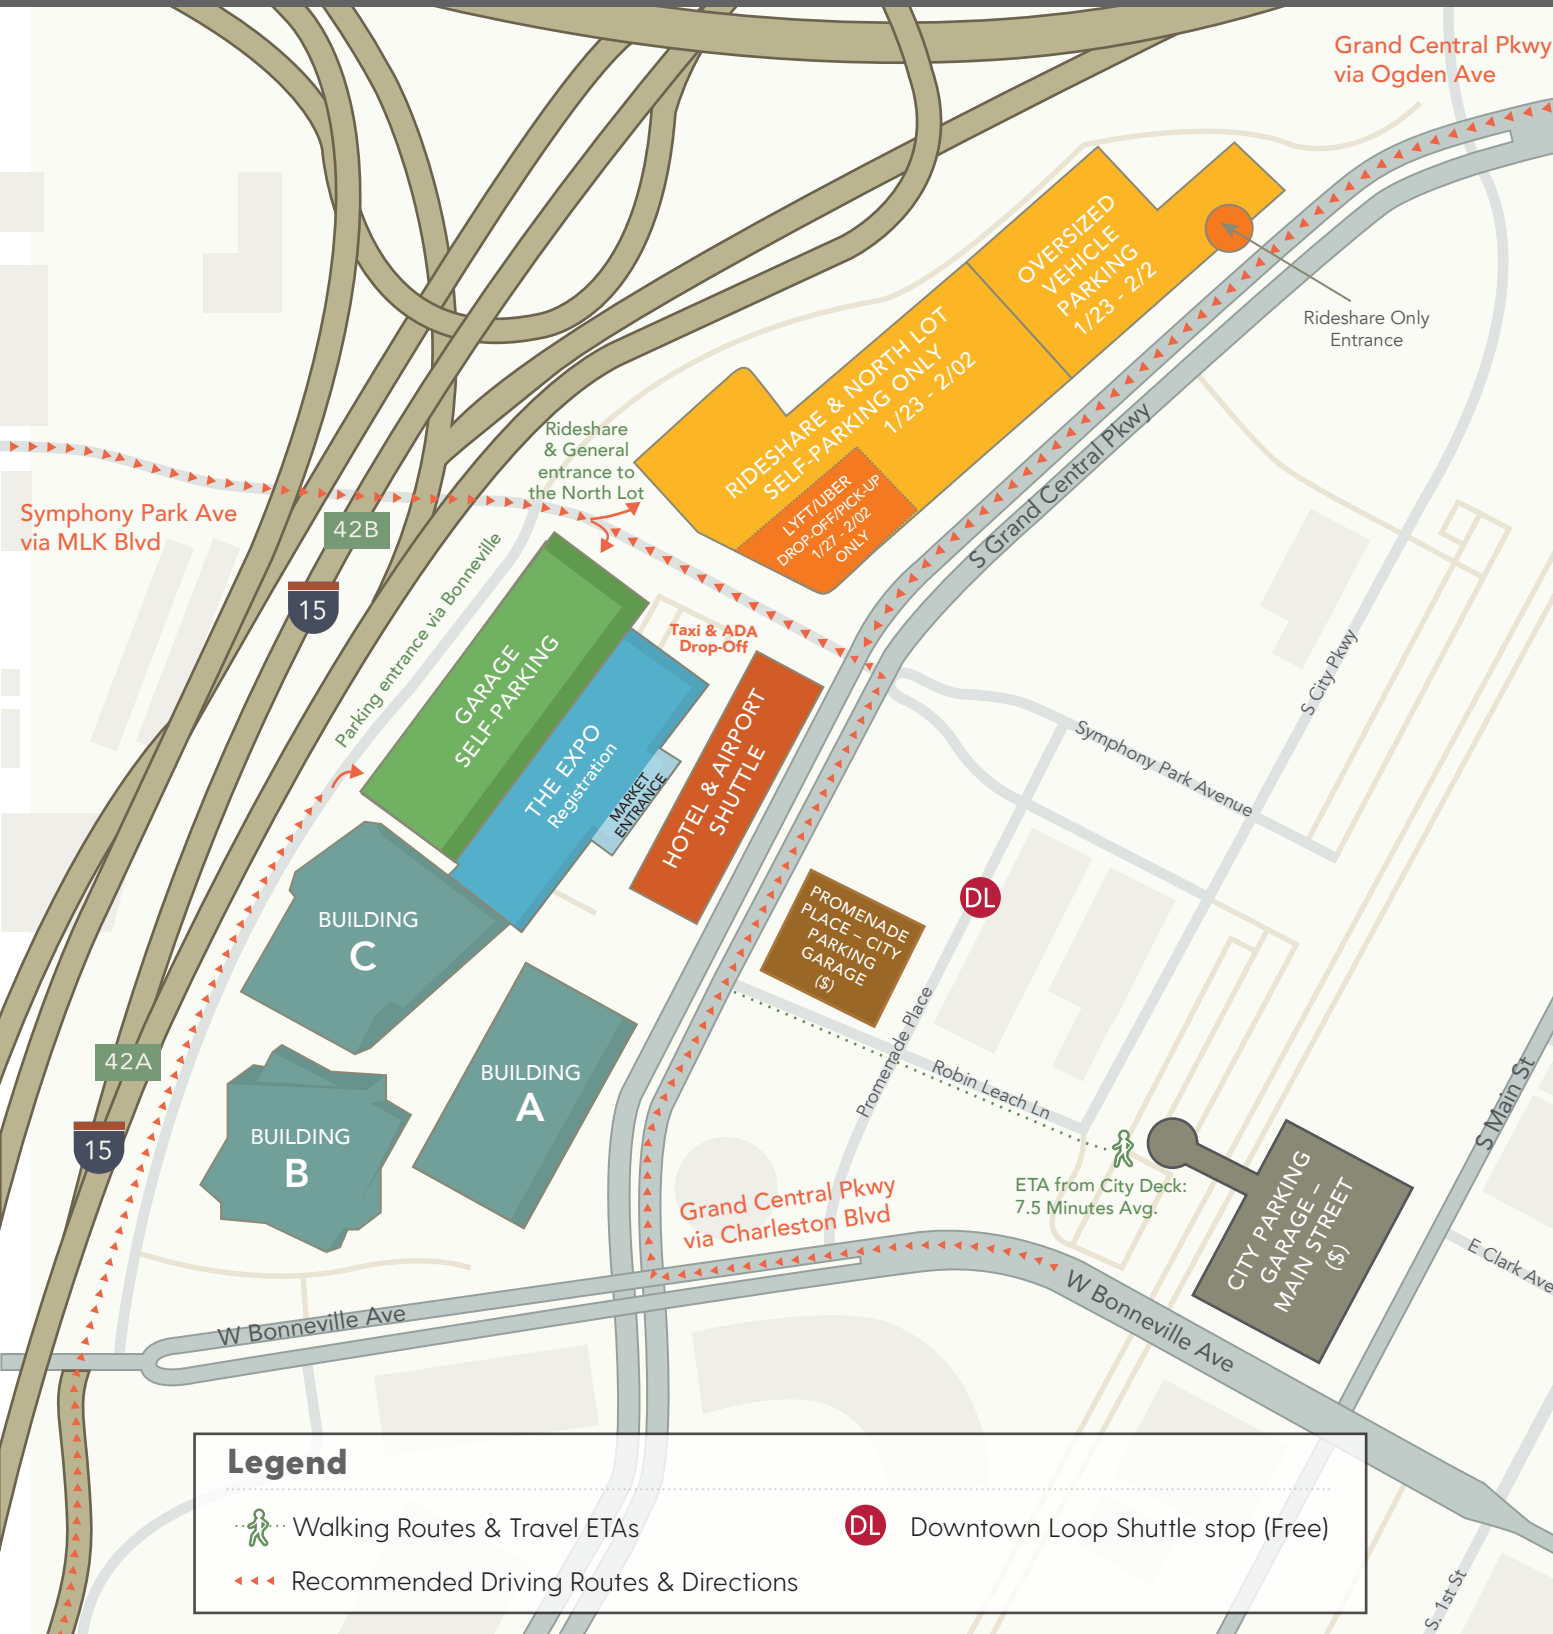 Grand Central Pkwy
via Ogden Ave
OVERSIZED
VEHICLE
PARKING
1/23 - 2/2
Rideshare Only
Entrance
RIDESHARE & NORTH LOT
SELF-PARKING ONLY
1/23 - 2/02
LYFT/UBER
DROP-OFF/PICK-UP
1/27 - 2/02
ONLY
S Grand Central Pkwy
Rideshare
& General
entrance to
the North Lot
Symphony Park Ave
via MLK Blvd
42B
15
Parking entrance via Bonneville
GARAGE
SELF-PARKING
Taxi & ADA
Drop-Off
THE EXPO
Registration
MARKET
ENTRANCE
HOTEL & AIRPORT
SHUTTLE
S City Pkwy
Symphony Park Avenue
PROMENADE
PLACE – CITY
PARKING
GARAGE
($)
DL
BUILDING
C
BUILDING
A
BUILDING
B
42A
15
Promenade Place
Robin Leach Ln
S Main St
ETA from City Deck:
7.5 Minutes Avg.
CITY PARKING
GARAGE –
MAIN STREET
($)
E Clark Ave
Grand Central Pkwy
via Charleston Blvd
W Bonneville Ave
W Bonneville Ave
S. 1st St
Legend
Walking Routes & Travel ETAs
DL Downtown Loop Shuttle stop (Free)
Recommended Driving Routes & Directions